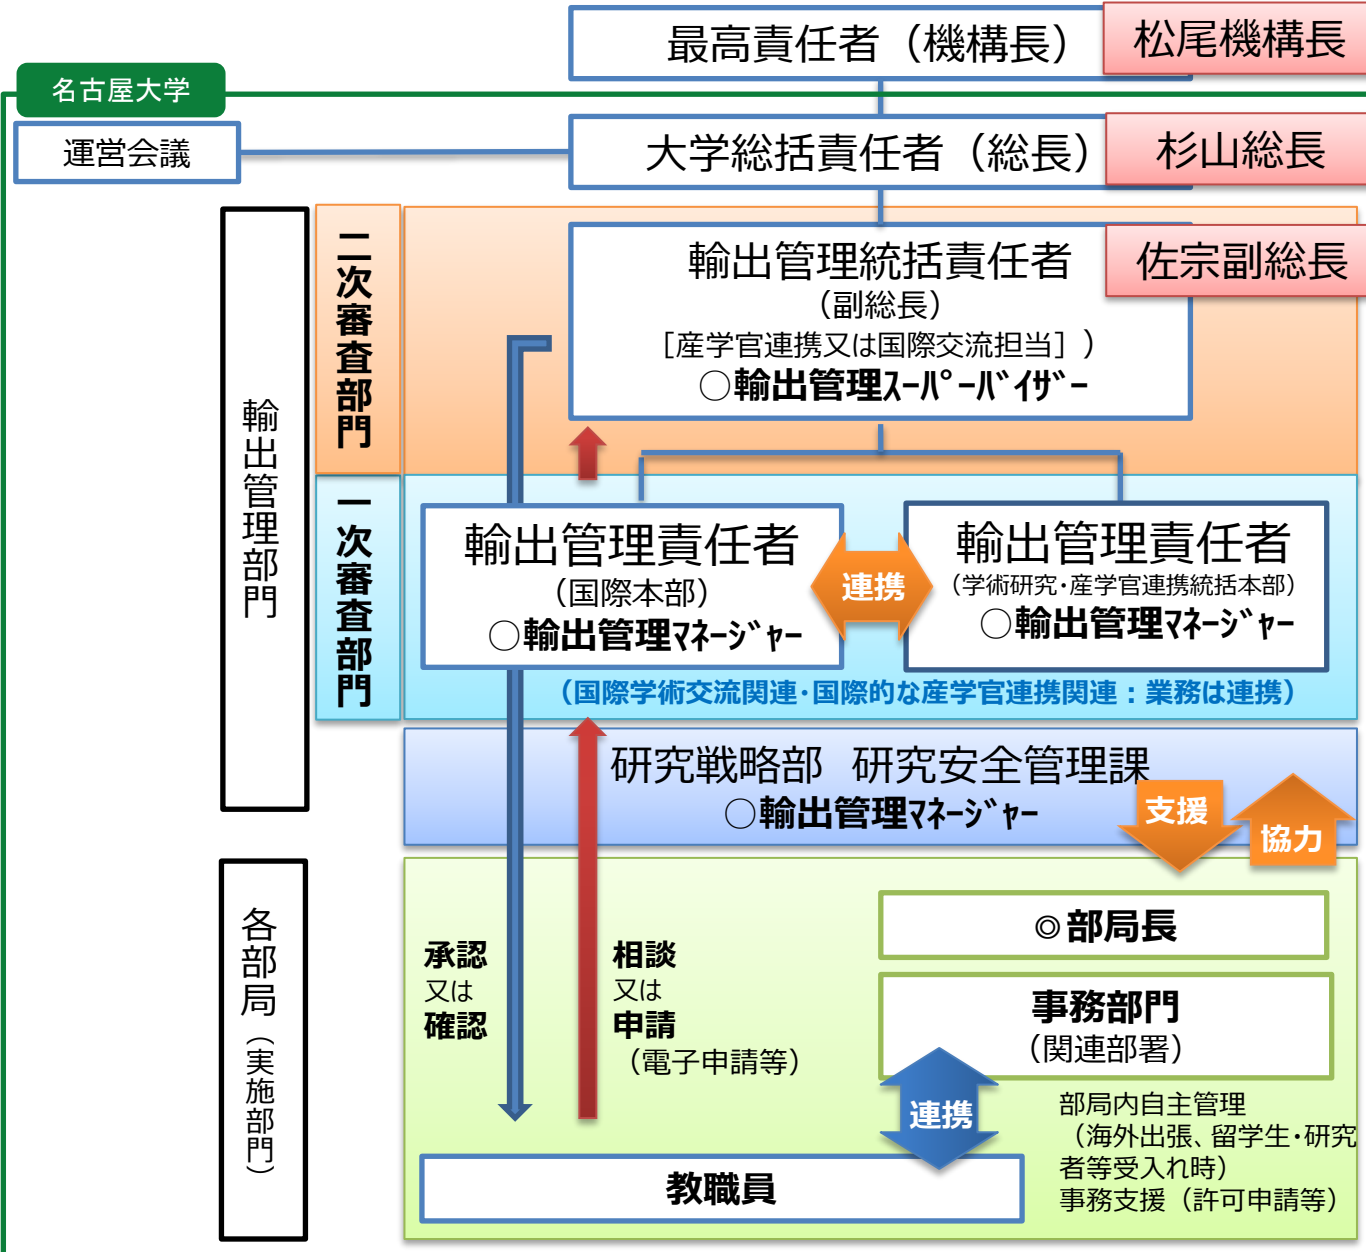 最高責任者（機構長）
松尾機構長
名古屋大学
運営会議
大学総括責任者（総長）
杉山総長
輸出管理部門
二次審査部門
輸出管理統括責任者
（副総長）
［産学官連携又は国際交流担当］）
○輸出管理ｽｰﾊﾟｰﾊﾞｲｻﾞｰ
佐宗副総長
一次審査部門
輸出管理責任者
（国際本部）
○輸出管理ﾏﾈｰｼﾞｬｰ
連携
輸出管理責任者
（学術研究・産学官連携統括本部）
○輸出管理ﾏﾈｰｼﾞｬｰ
（国際学術交流関連・国際的な産学官連携関連：業務は連携）
研究戦略部　研究安全管理課
○輸出管理ﾏﾈｰｼﾞｬｰ
支援
協力
各部局（実施部門）
承認
又は
確認
相談
又は
申請
（電子申請等）
◎部局長
事務部門
（関連部署）
連携
部局内自主管理
（海外出張、留学生・研究
者等受入れ時）
事務支援（許可申請等）
教職員